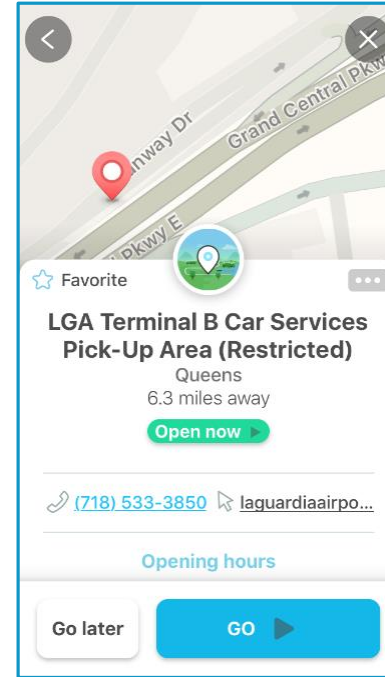 nway Dr
Grand Central Pkw
Pkwy E
Favorite
LGA Terminal B Car Services
Pick-Up Area (Restricted)
Queens
6.3 miles away
Open now
(718) 533-3850 laguardiaairpo...
Opening hours
Go later GO